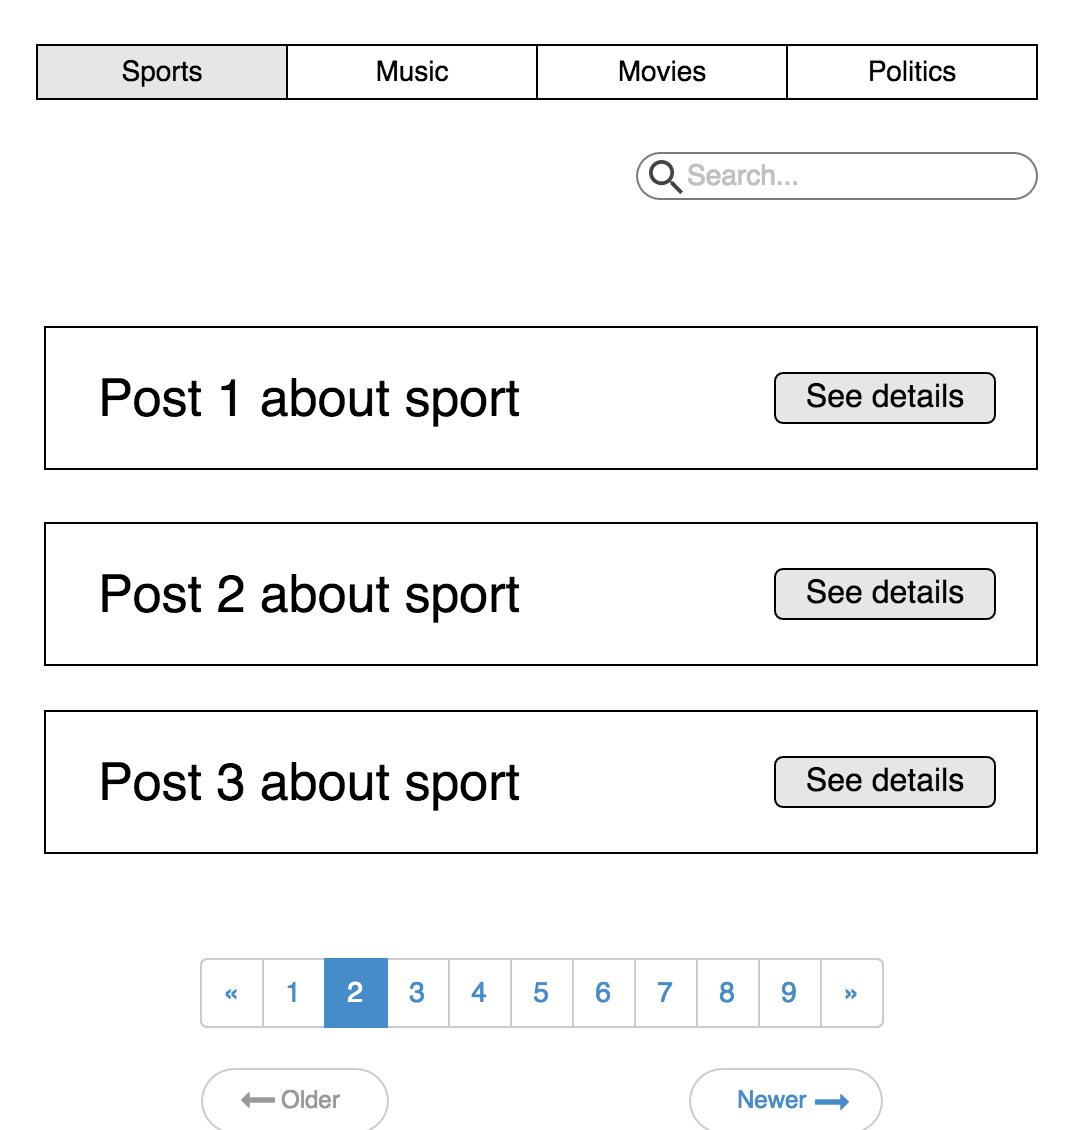 Sports Music Movies Politics
Search...
Post 1 about sport See details
Post 2 about sport See details
Post 3 about sport See details
« 1 2 3 4 5 6 7 8 9 »
Older Newer